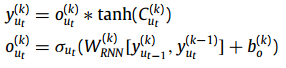 y_{u_t}^{(k)} = o_{u_t}^{(k)} * tanh(C_{u_t}^{(k)})
o_{u_t}^{(k)} = σ_{u_t}(W_{RNN}^{(k)}[y_{u_{t-1}}^{(k)}, y_{u_t}^{(k-1)}] + b_o^{(k)})